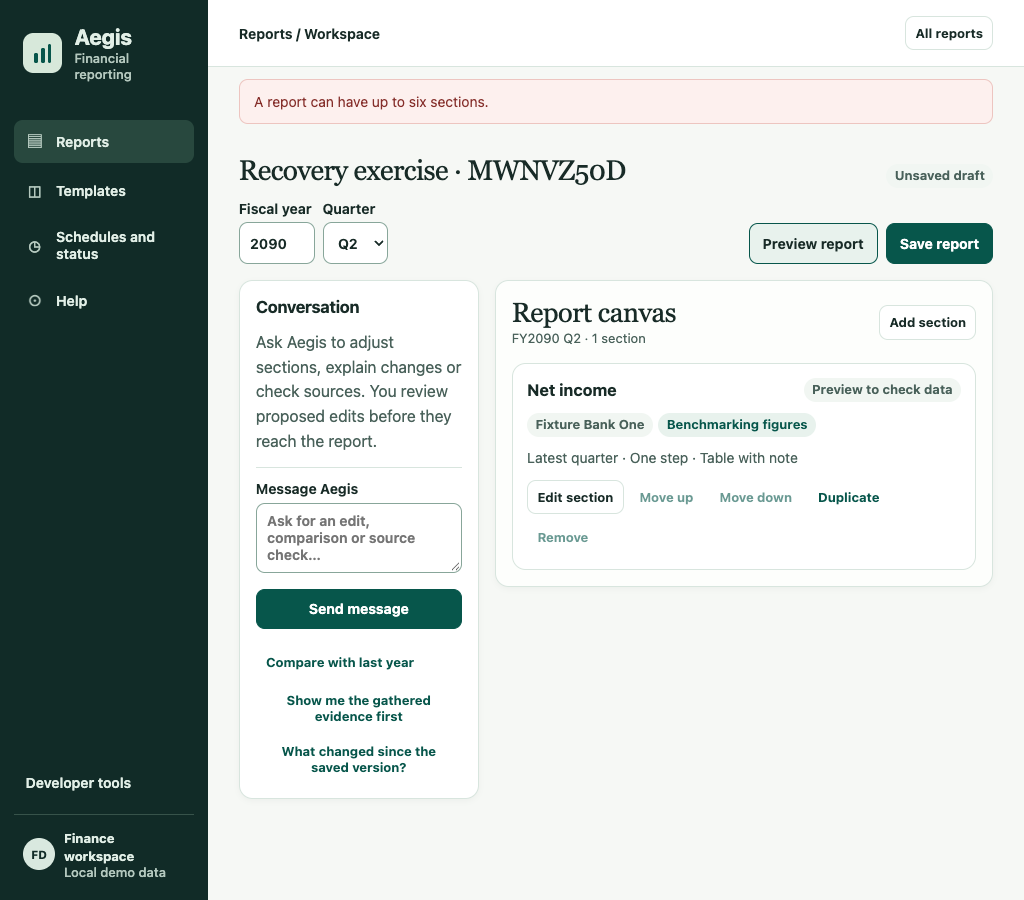 Aegis
Financial
reporting
Reports
Templates
Schedules and
status
Help
Developer tools
FD
Finance
workspace
Local demo data
Reports / Workspace
All reports
A report can have up to six sections.
Recovery exercise · MWNVZ50D
Unsaved draft
Fiscal year
Quarter
2090
Q2
Preview report
Save report
Conversation
Ask Aegis to adjust
sections, explain changes or
check sources. You review
proposed edits before they
reach the report.
Message Aegis
Ask for an edit,
comparison or source
check...
Send message
Compare with last year
Show me the gathered
evidence first
What changed since the
saved version?
Report canvas
FY2090 Q2 · 1 section
Add section
Net income
Preview to check data
Fixture Bank One
Benchmarking figures
Latest quarter · One step · Table with note
Edit section
Move up
Move down
Duplicate
Remove